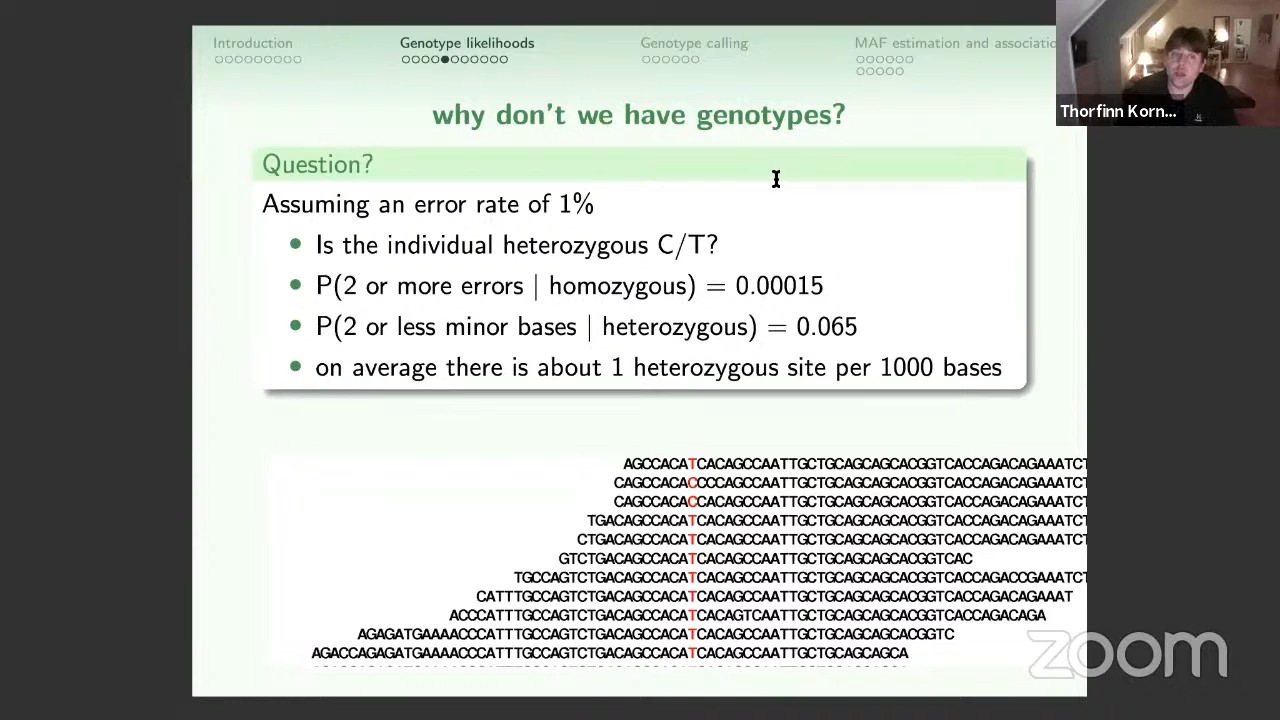 Introduction
Genotype likelihoods
Genotype calling
MAF estimation and associatio
why don't we have genotypes?
Question?
Assuming an error rate of 1%
• Is the individual heterozygous C/T?
• P(2 or more errors | homozygous) = 0.00015
• P(2 or less minor bases | heterozygous) = 0.065
• on average there is about 1 heterozygous site per 1000 bases
AGCCACATCACAGCCAATTGCTGCAGCAGCACGGTCACCAGACAGAAATCT
CAGCCACACCCCAGCCAATTGCTGCAGCAGCACGGTCACCAGACAGAAATCT
CAGCCACACCACAGCCAATTGCTGCAGCAGCACGGTCACCAGACAGAAATCT
TGACAGCCACATCACAGCCAATTGCTGCAGCAGCACGGTCACCAGACAGAAATCT
CTGACAGCCACATCACAGCCAATTGCTGCAGCAGCACGGTCACCAGACAGAAATCT
GTCTGACAGCCACATCACAGCCAATTGCTGCAGCAGCACGGTCAC
TGCCAGTCTGACAGCCACATCACAGCCAATTGCTGCAGCAGCACGGTCACCAGACCGAAATCT
CATTTGCCAGTCTGACAGCCACATCACAGCCAATTGCTGCAGCAGCACGGTCACCAGACAGAAAT
ACCCATTTGCCAGTCTGACAGCCACATCACAGTCAATTGCTGCAGCAGCACGGTCACCAGACAGA
AGAGATGAAAACCCATTTGCCAGTCTGACAGCCACATCACAGCCAATTGCTGCAGCAGCACGGTC
AGACCAGAGATGAAAACCCATTTGCCAGTCTGACAGCCACATCACAGCCAATTGCTGCAGCAGCA
Thorfinn Korn...
zoom